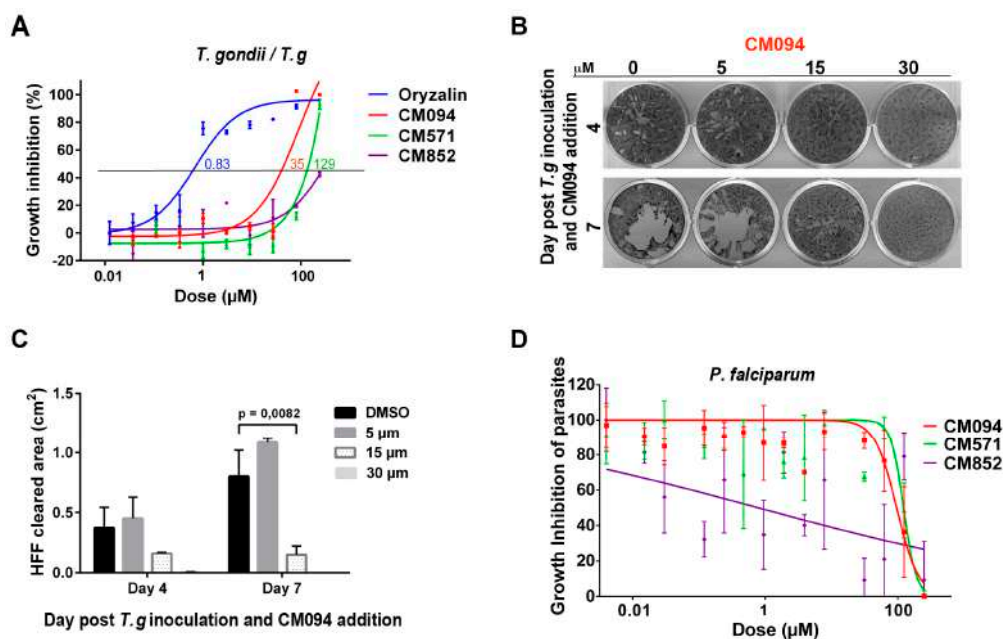 A
T. gondii / T.g
Growth inhibition (%)
100
80
60
40
20
0
-20
0.01
1
100
Dose (µM)
0.83
35
129
Oryzalin
CM094
CM571
CM852
B
CM094
µM
0
5
15
30
Day post T.g inoculation
and CM094 addition
4
7
C
HFF cleared area (cm²)
1.5
1.0
0.5
0.0
p = 0,0082
DMSO
5 µm
15 µm
30 µm
Day 4
Day 7
Day post T.g inoculation and CM094 addition
D
P. falciparum
Growth Inhibition of parasites
120
100
80
60
40
20
0
0.01
1
100
Dose (µM)
CM094
CM571
CM852